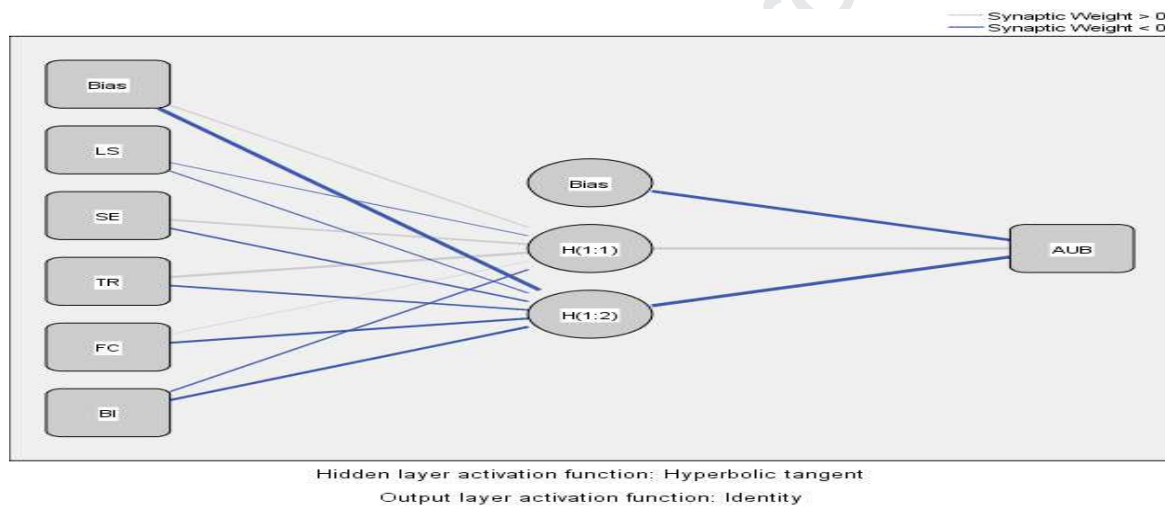 Synaptic Weight > 0
Synaptic Weight < 0
Bias
LS
SE
TR
FC
BI
Bias
H(1:1)
H(1:2)
AUB
Hidden layer activation function: Hyperbolic tangent
Output layer activation function: Identity